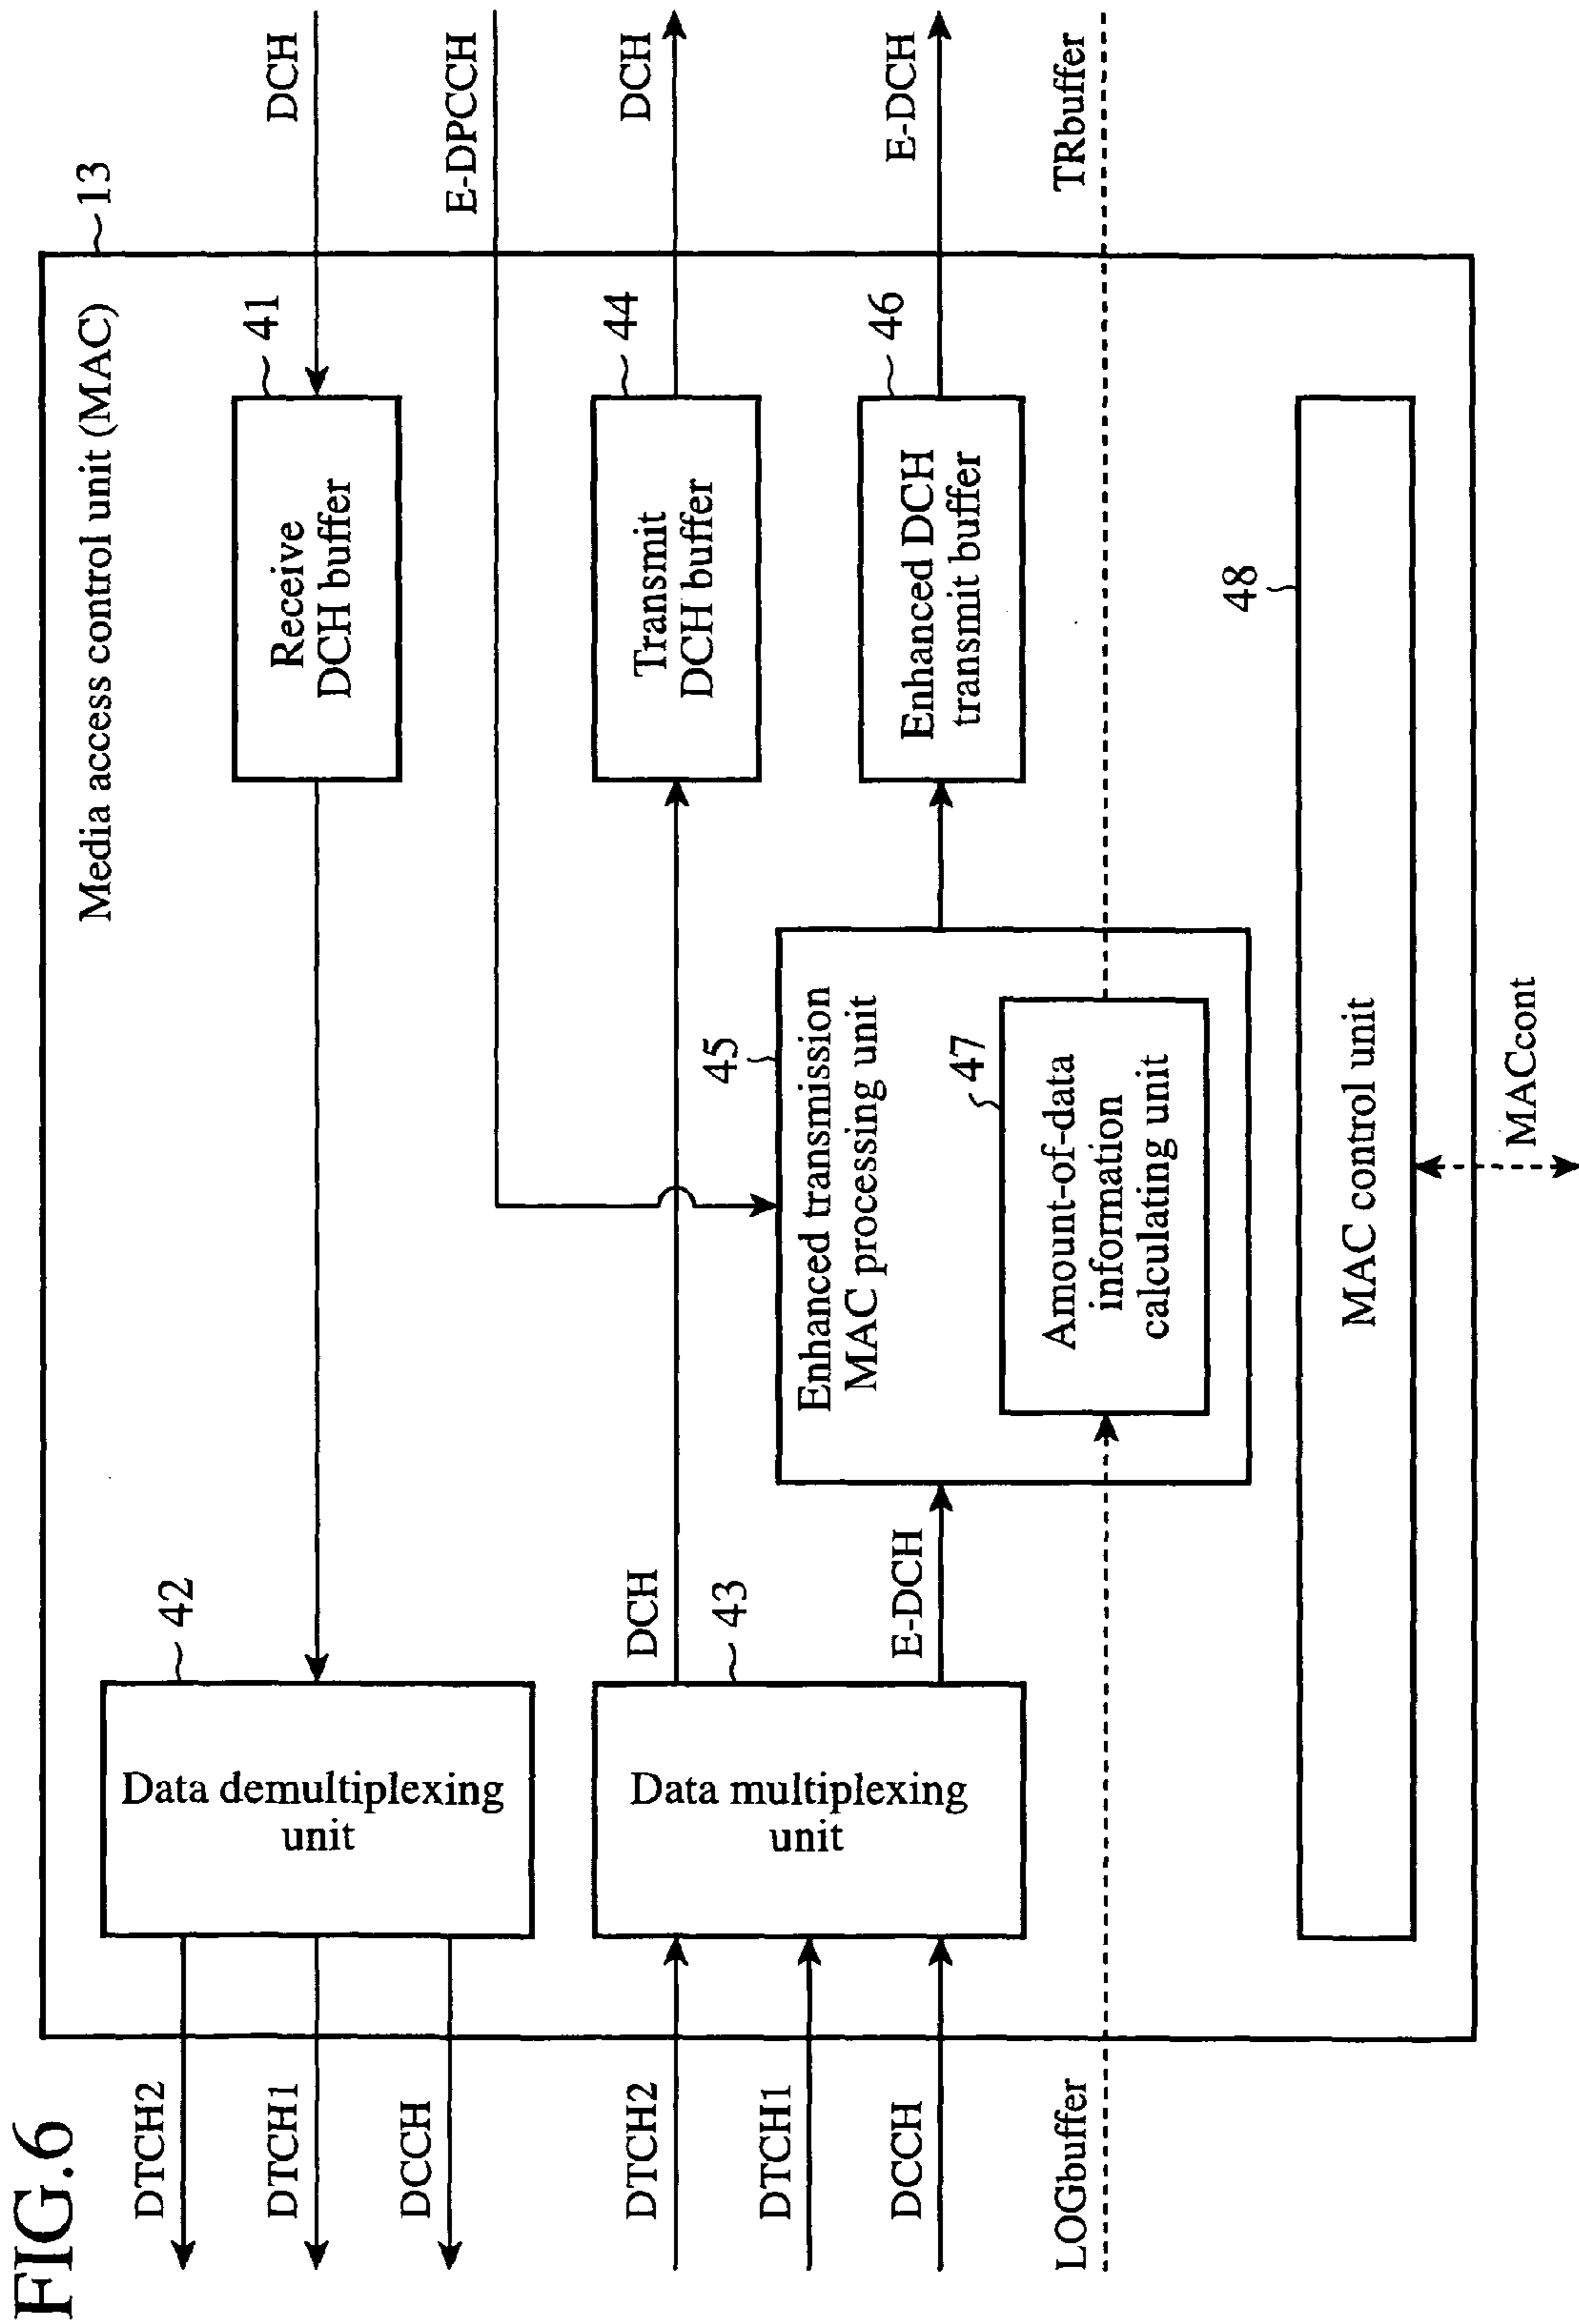 FIG.6
13
Media access control unit (MAC)
DTCH2
DTCH1
DCCH
42
Data demultiplexing
unit
41
Receive
DCH buffer
DCH
E-DPCCH
DTCH2
DTCH1
DCCH
43
Data multiplexing
unit
DCH
E-DCH
44
Transmit
DCH buffer
DCH
45
Enhanced transmission
MAC processing unit
46
Enhanced DCH
transmit buffer
E-DCH
47
Amount-of-data
information
calculating unit
LOGbuffer
TRbuffer
48
MAC control unit
MACcont